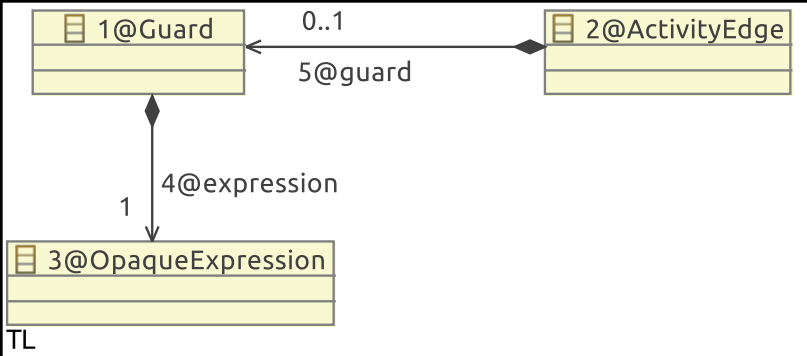 1@Guard
0..1
2@ActivityEdge
5@guard
4@expression
1
3@OpaqueExpression
TL